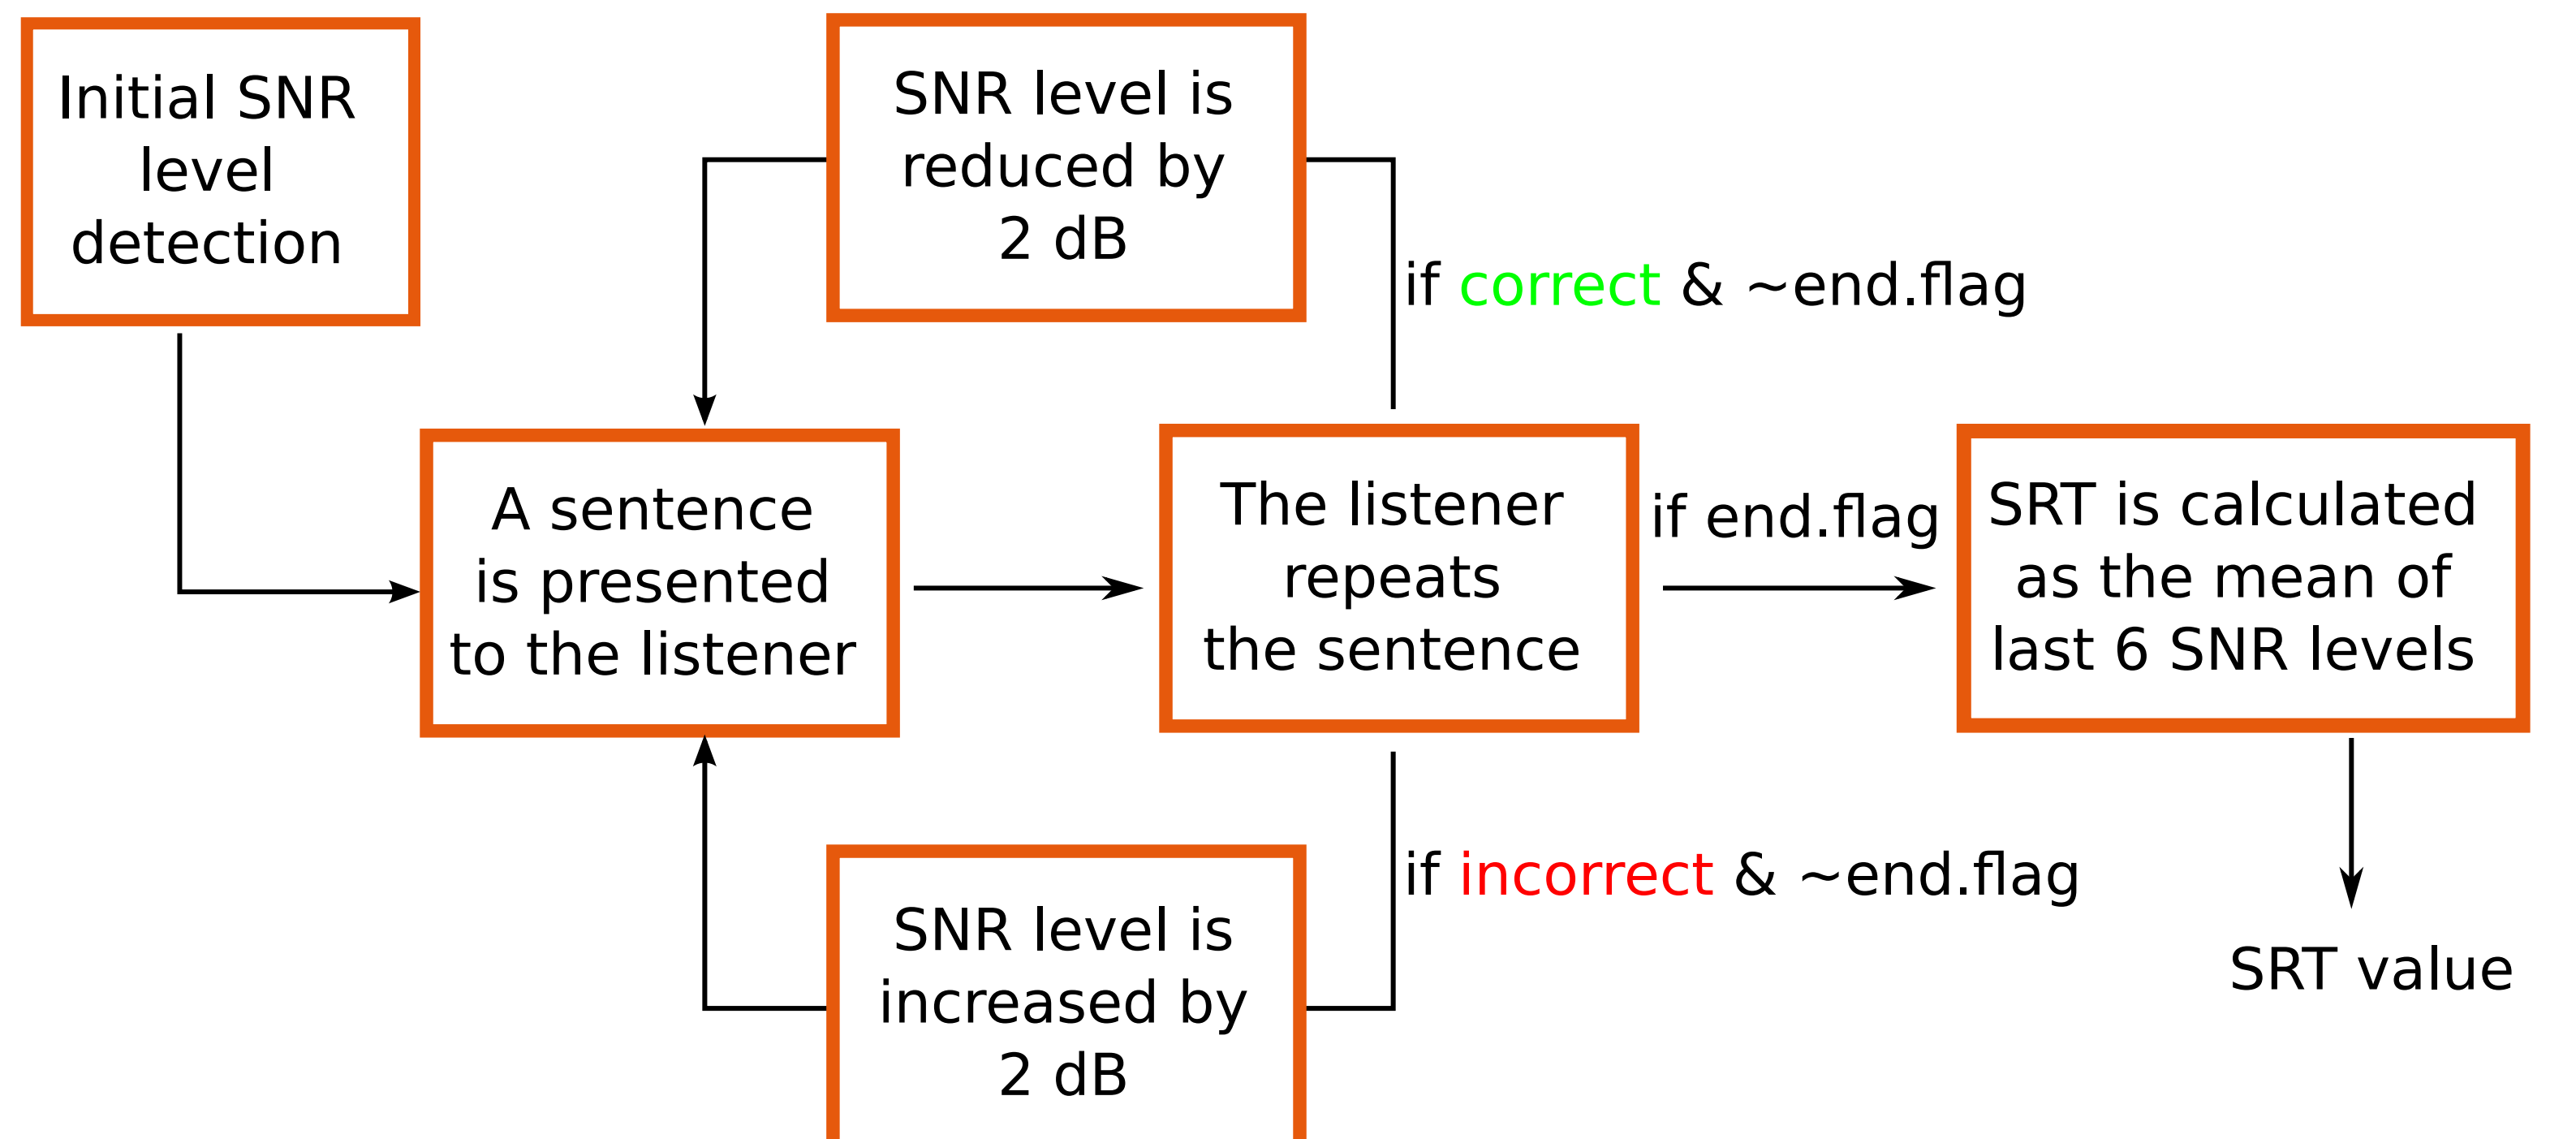 Initial SNR
level
detection
SNR level is
reduced by
2 dB
if correct & ~end.flag
A sentence
is presented
to the listener
The listener
repeats
the sentence
if end.flag
SRT is calculated
as the mean of
last 6 SNR levels
if incorrect & ~end.flag
SNR level is
increased by
2 dB
SRT value